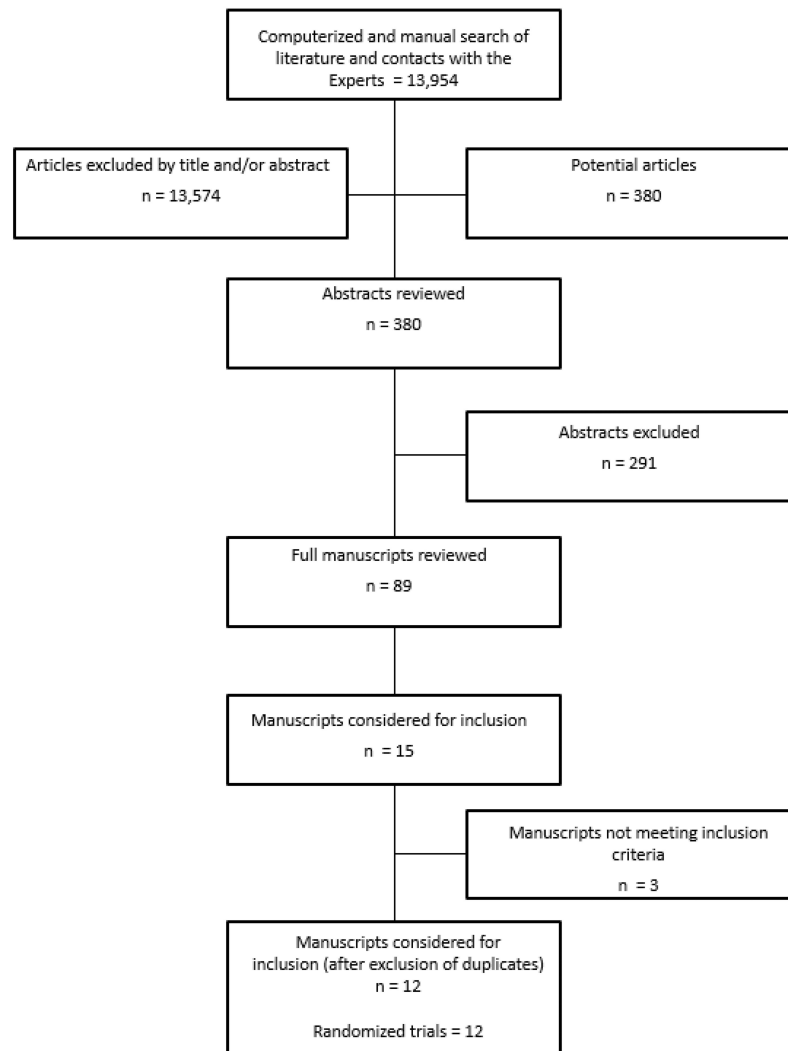 Computerized and manual search of
literature and contacts with the
Experts = 13,954
Articles excluded by title and/or abstract
n = 13,574
Potential articles
n = 380
Abstracts reviewed
n = 380
Abstracts excluded
n = 291
Full manuscripts reviewed
n = 89
Manuscripts considered for inclusion
n = 15
Manuscripts not meeting inclusion
criteria
n = 3
Manuscripts considered for
inclusion (after exclusion of duplicates)
n = 12
Randomized trials = 12